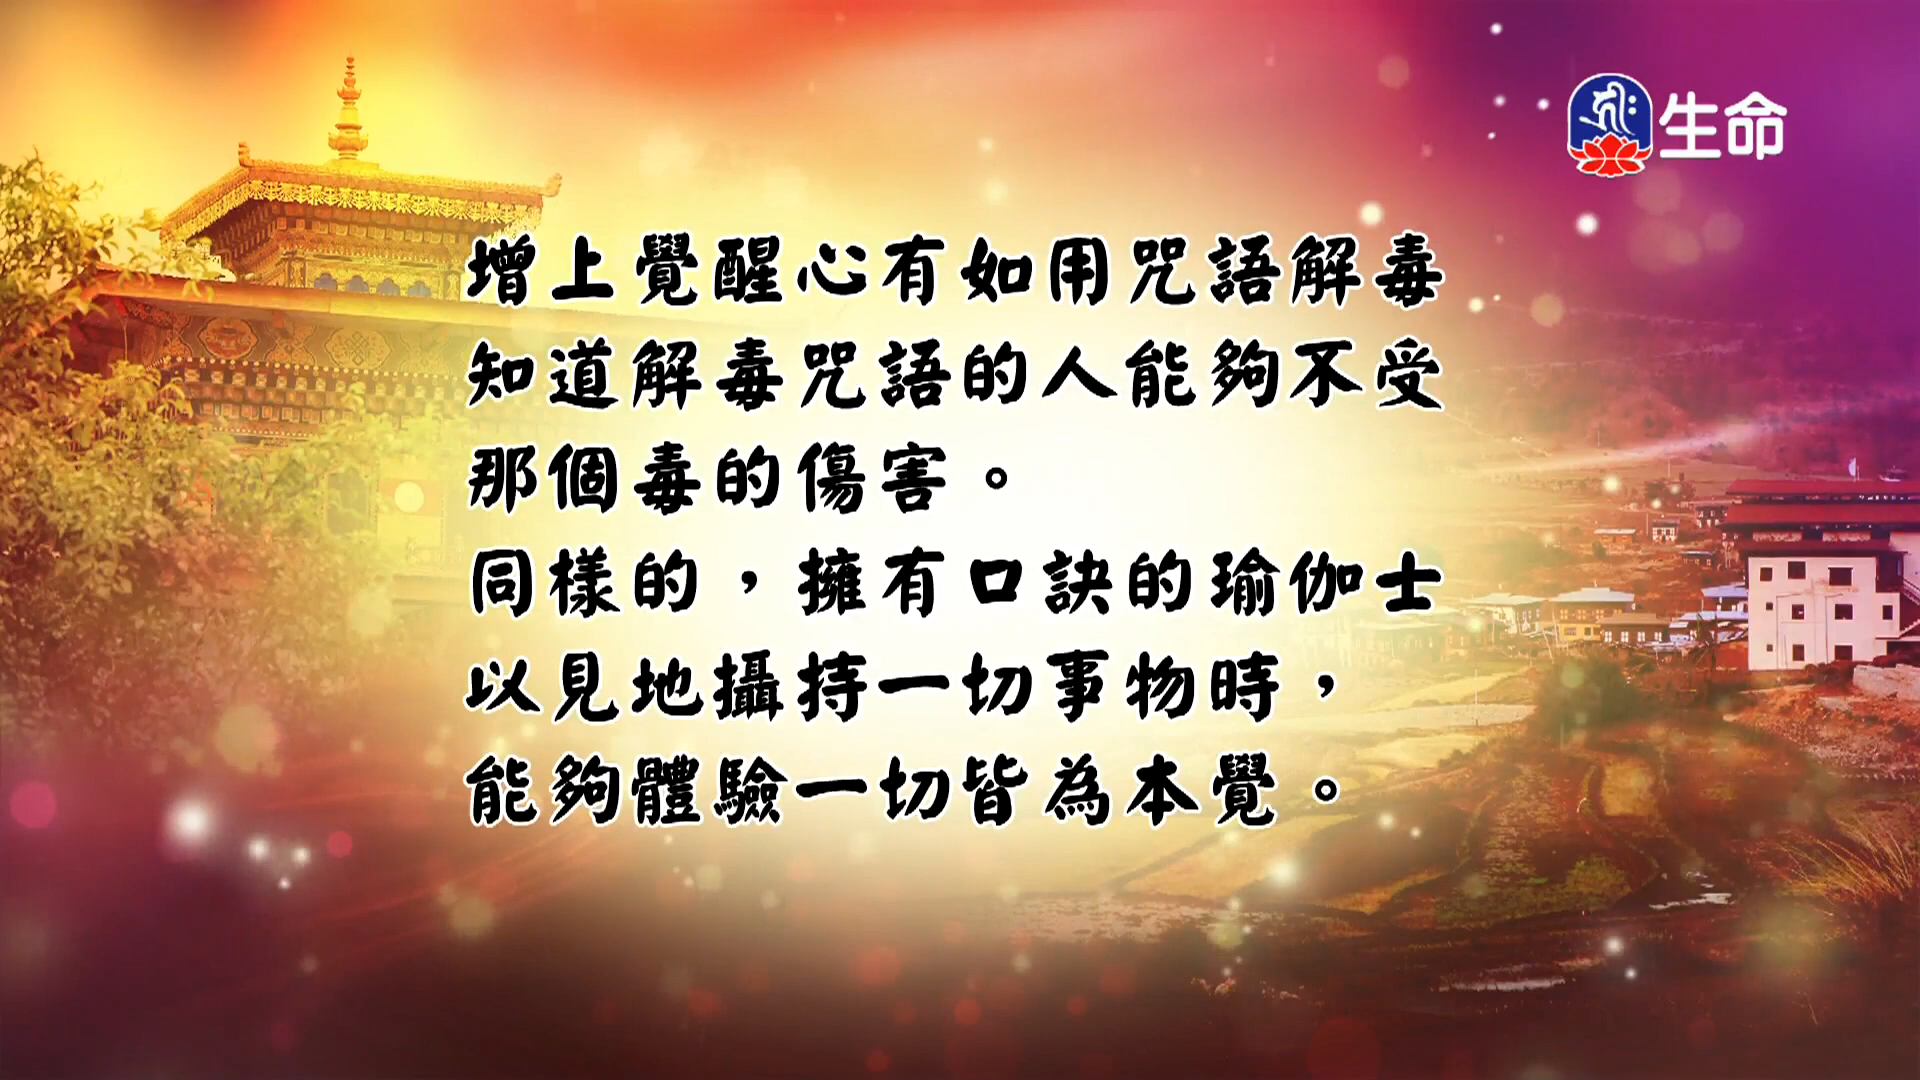 生命
增上覺醒心有如用咒語解毒
知道解毒咒語的人能夠不受
那個毒的傷害。
同樣的，擁有口訣的瑜伽士
以見地攝持一切事物時，
能夠體驗一切皆為本覺。